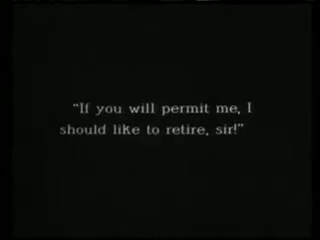 "If you will permit me, I
should like to retire, sir!"